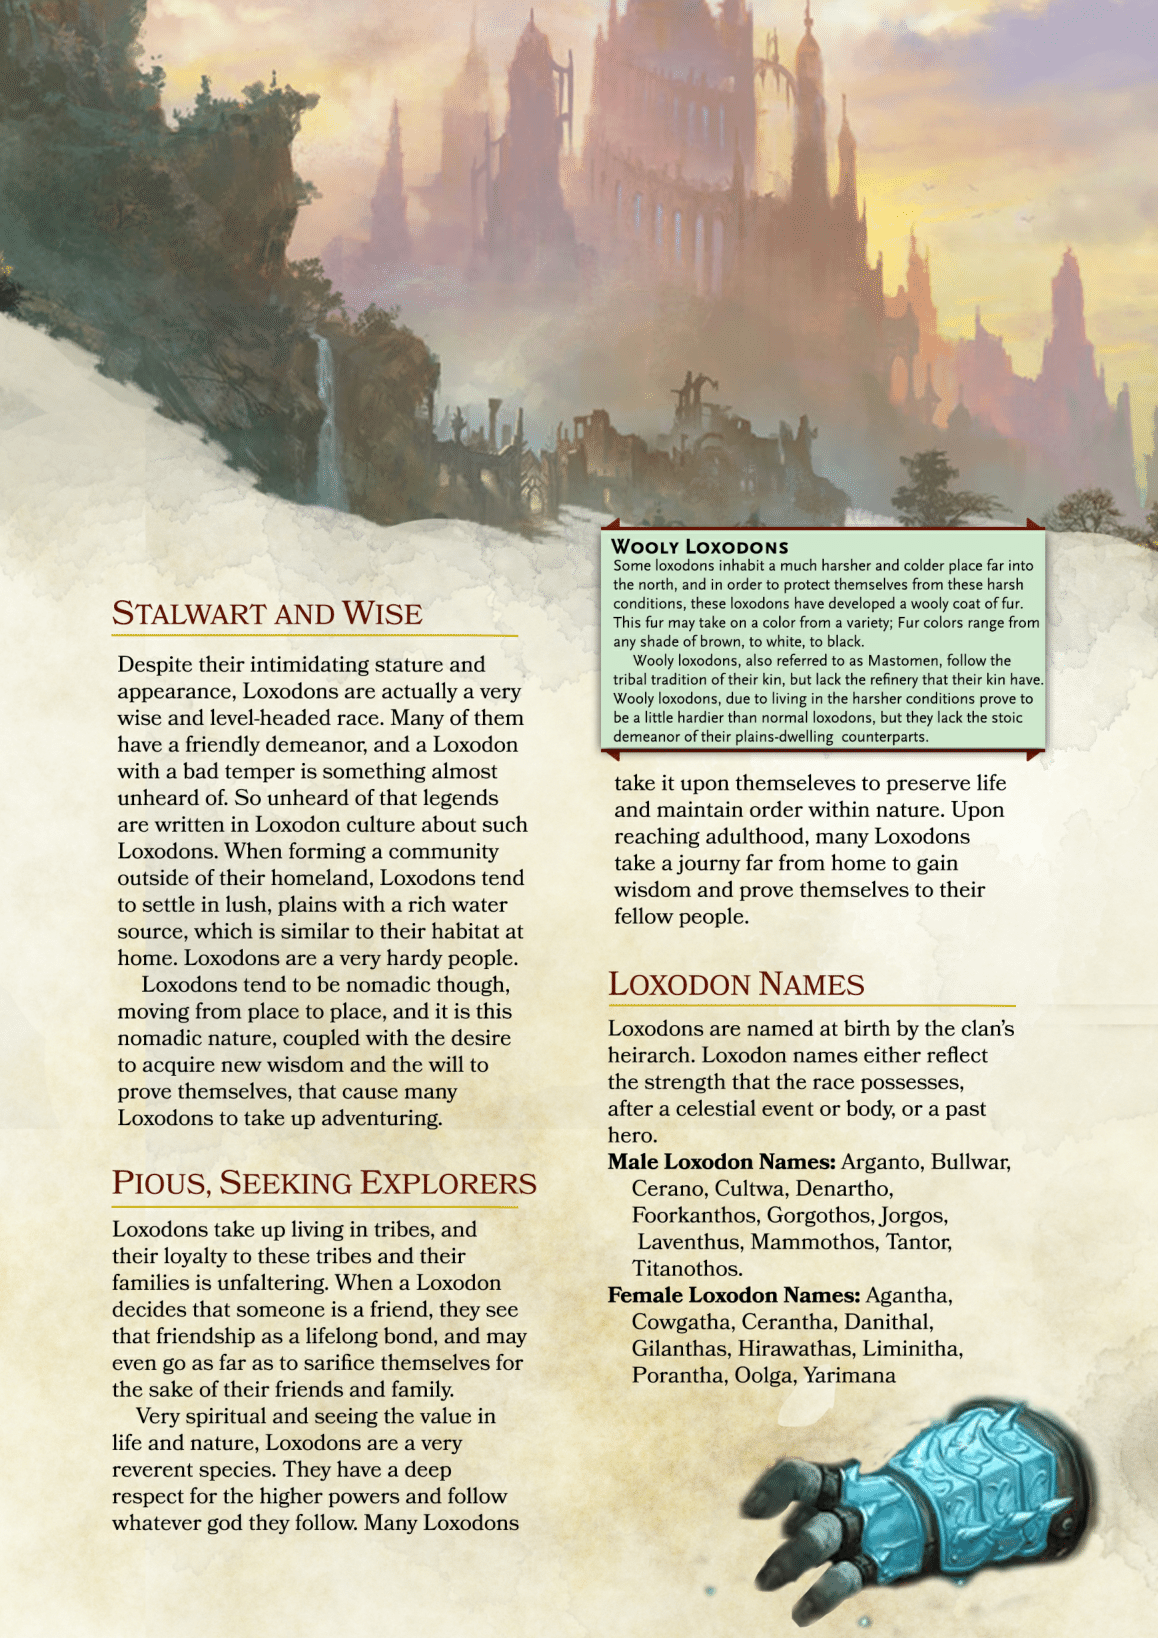 STALWART AND WISE
Despite their intimidating stature and
appearance, Loxodons are actually a very
wise and level-headed race. Many of them
have a friendly demeanor, and a Loxodon
with a bad temper is something almost
unheard of. So unheard of that legends
are written in Loxodon culture about such
Loxodons. When forming a community
outside of their homeland, Loxodons tend
to settle in lush, plains with a rich water
source, which is similar to their habitat at
home. Loxodons are a very hardy people.
Loxodons tend to be nomadic though,
moving from place to place, and it is this
nomadic nature, coupled with the desire
to acquire new wisdom and the will to
prove themselves, that cause many
Loxodons to take up adventuring.
PIOUS, SEEKING EXPLORERS
Loxodons take up living in tribes, and
their loyalty to these tribes and their
families is unfaltering. When a Loxodon
decides that someone is a friend, they see
that friendship as a lifelong bond, and may
even go as far as to sarifice themselves for
the sake of their friends and family.
Very spiritual and seeing the value in
life and nature, Loxodons are a very
reverent species. They have a deep
respect for the higher powers and follow
whatever god they follow. Many Loxodons
WOOLY LOXODONS
Some loxodons inhabit a much harsher and colder place far into
the north, and in order to protect themselves from these harsh
conditions, these loxodons have developed a wooly coat of fur.
This fur may take on a color from a variety; Fur colors range from
any shade of brown, to white, to black.
Wooly loxodons, also referred to as Mastomen, follow the
tribal tradition of their kin, but lack the refinery that their kin have.
Wooly loxodons, due to living in the harsher conditions prove to
be a little hardier than normal loxodons, but they lack the stoic
demeanor of their plains-dwelling counterparts.
take it upon themseleves to preserve life
and maintain order within nature. Upon
reaching adulthood, many Loxodons
take a journy far from home to gain
wisdom and prove themselves to their
fellow people.
LOXODON NAMES
Loxodons are named at birth by the clan's
heirarch. Loxodon names either reflect
the strength that the race possesses,
after a celestial event or body, or a past
hero.
Male Loxodon Names: Arganto, Bullwar,
Cerano, Cultwa, Denartho,
Foorkanthos, Gorgothos, Jorgos,
Laventhus, Mammothos, Tantor,
Titanothos.
Female Loxodon Names: Agantha,
Cowgatha, Cerantha, Danithal,
Gilanthas, Hirawathas, Liminitha,
Porantha, Oolga, Yarimana